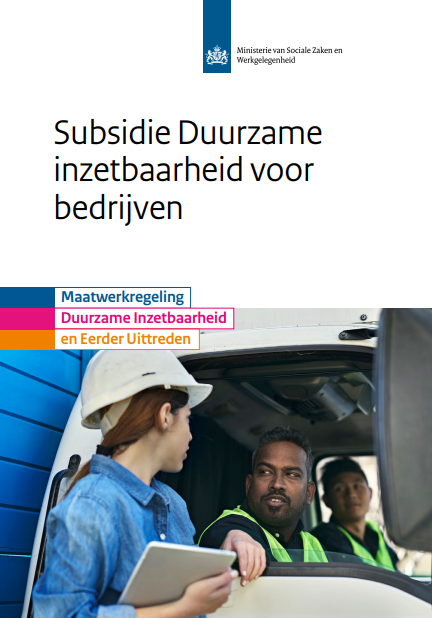 Ministerie van Sociale Zaken en
Werkgelegenheid
Subsidie Duurzame
inzetbaarheid voor
bedrijven
Maatwerkregeling
Duurzame Inzetbaarheid
en Eerder Uittreden